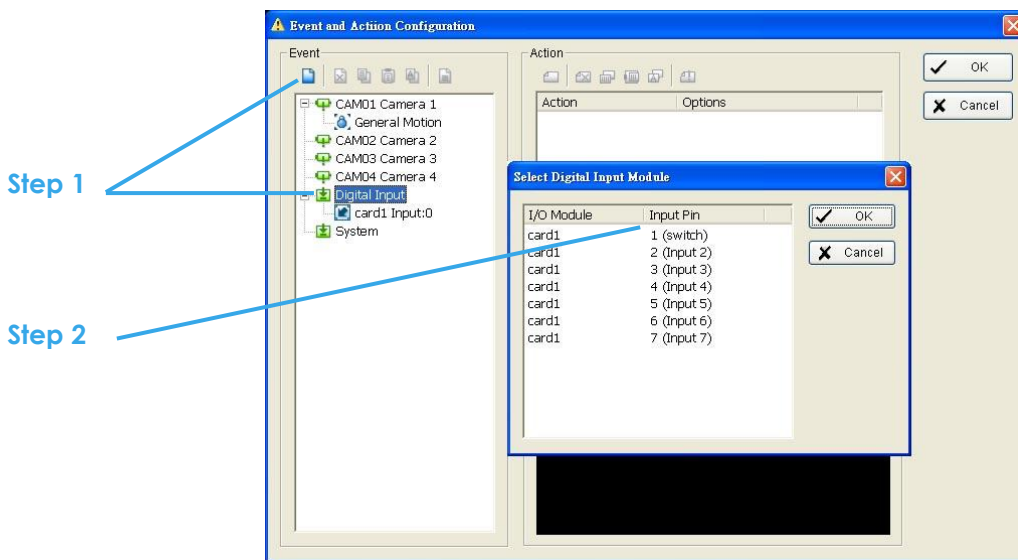 Event and Actiion Configuration
Event
Action
OK
Cancel
Action Options
CAM01 Camera 1
General Motion
CAM02 Camera 2
CAM03 Camera 3
CAM04 Camera 4
Digital Input
card1 Input:0
System
Step 1
Step 2
Select Digital Input Module
I/O Module Input Pin
card1 1 (switch)
card1 2 (Input 2)
card1 3 (Input 3)
card1 4 (Input 4)
card1 5 (Input 5)
card1 6 (Input 6)
card1 7 (Input 7)
OK
Cancel